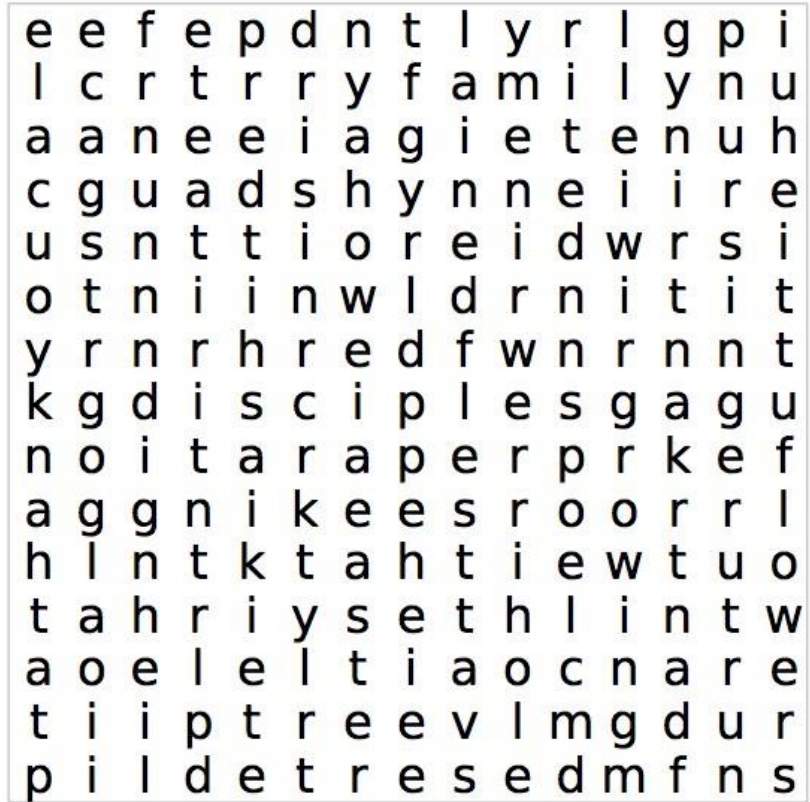 e e f e p d n t l y r l g p i
l c r t r r y f a m i l y n u
a a n e e i a g i e t e n u h
c g u a d s h y n n e i i r e
u s n t t i o r e i d w r s i
o t n i i n w l d r n i t i t
y r n r h r e d f w n r n n t
k g d i s c i p l e s g a g u
n o i t a r a p e r p r k e f
a g g n i k e e s r o o r r l
h l n t k t a h t i e w t u o
t a h r i y s e t h l i n t w
a o e l e l t i a o c n a r e
t i i p t r e e v l m g d u r
p i l d e t r e s e d m f n s